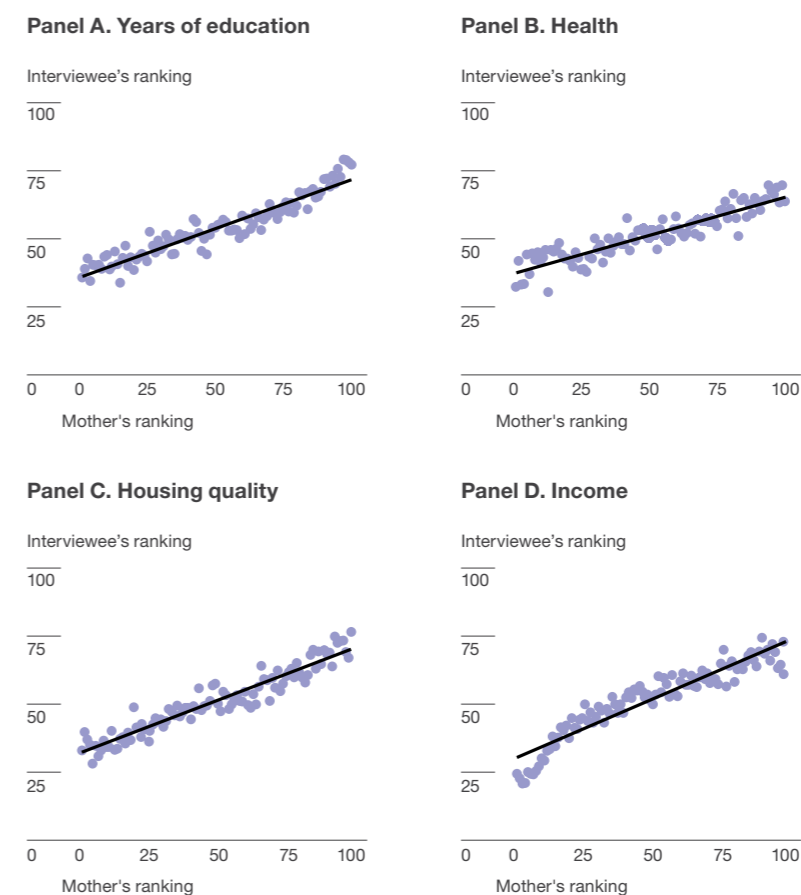 Panel A. Years of education
Interviewee’s ranking
100
75
50
25
0 0 25 50 75 100
Mother's ranking
Panel B. Health
Interviewee’s ranking
100
75
50
25
0 0 25 50 75 100
Mother's ranking
Panel C. Housing quality
Interviewee’s ranking
100
75
50
25
0 0 25 50 75 100
Mother's ranking
Panel D. Income
Interviewee’s ranking
100
75
50
25
0 0 25 50 75 100
Mother's ranking